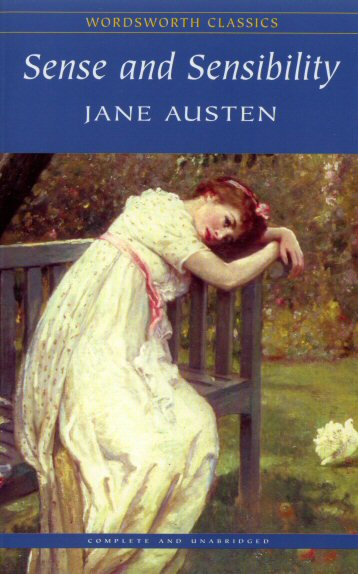 WORDSWORTH CLASSICS
Sense and Sensibility
JANE AUSTEN
COMPLETE AND UNABRIDGED